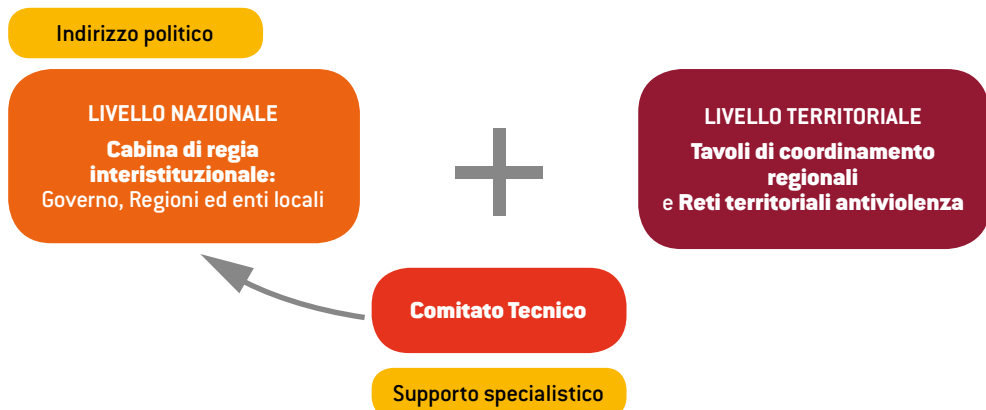 Indirizzo politico
LIVELLO NAZIONALE
Cabina di regia
interistituzionale:
Governo, Regioni ed enti locali
LIVELLO TERRITORIALE
Tavoli di coordinamento
regionali
e Reti territoriali antiviolenza
Comitato Tecnico
Supporto specialistico